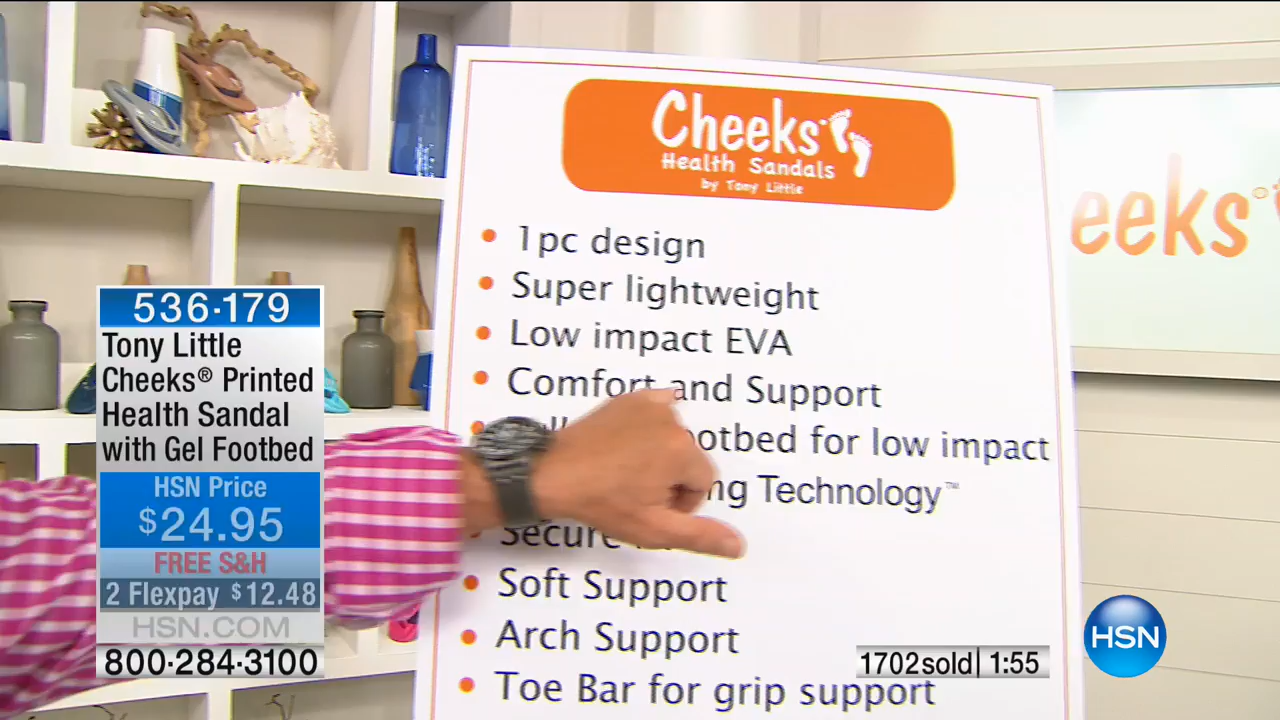 Cheeks™
Health Sandals
by Tony Little
1pc design
Super lightweight
Low impact EVA
Comfort and Support
footbed for low impact
Technology™
Secure
Soft Support
Arch Support
Toe Bar for grip support
eeks
536-179
Tony Little
Cheeks® Printed
Health Sandal
with Gel Footbed
HSN Price
$24.95
FREE S&H
2 Flexpay $12.48
HSN.COM
800-284-3100
1702sold| 1:55
HSN